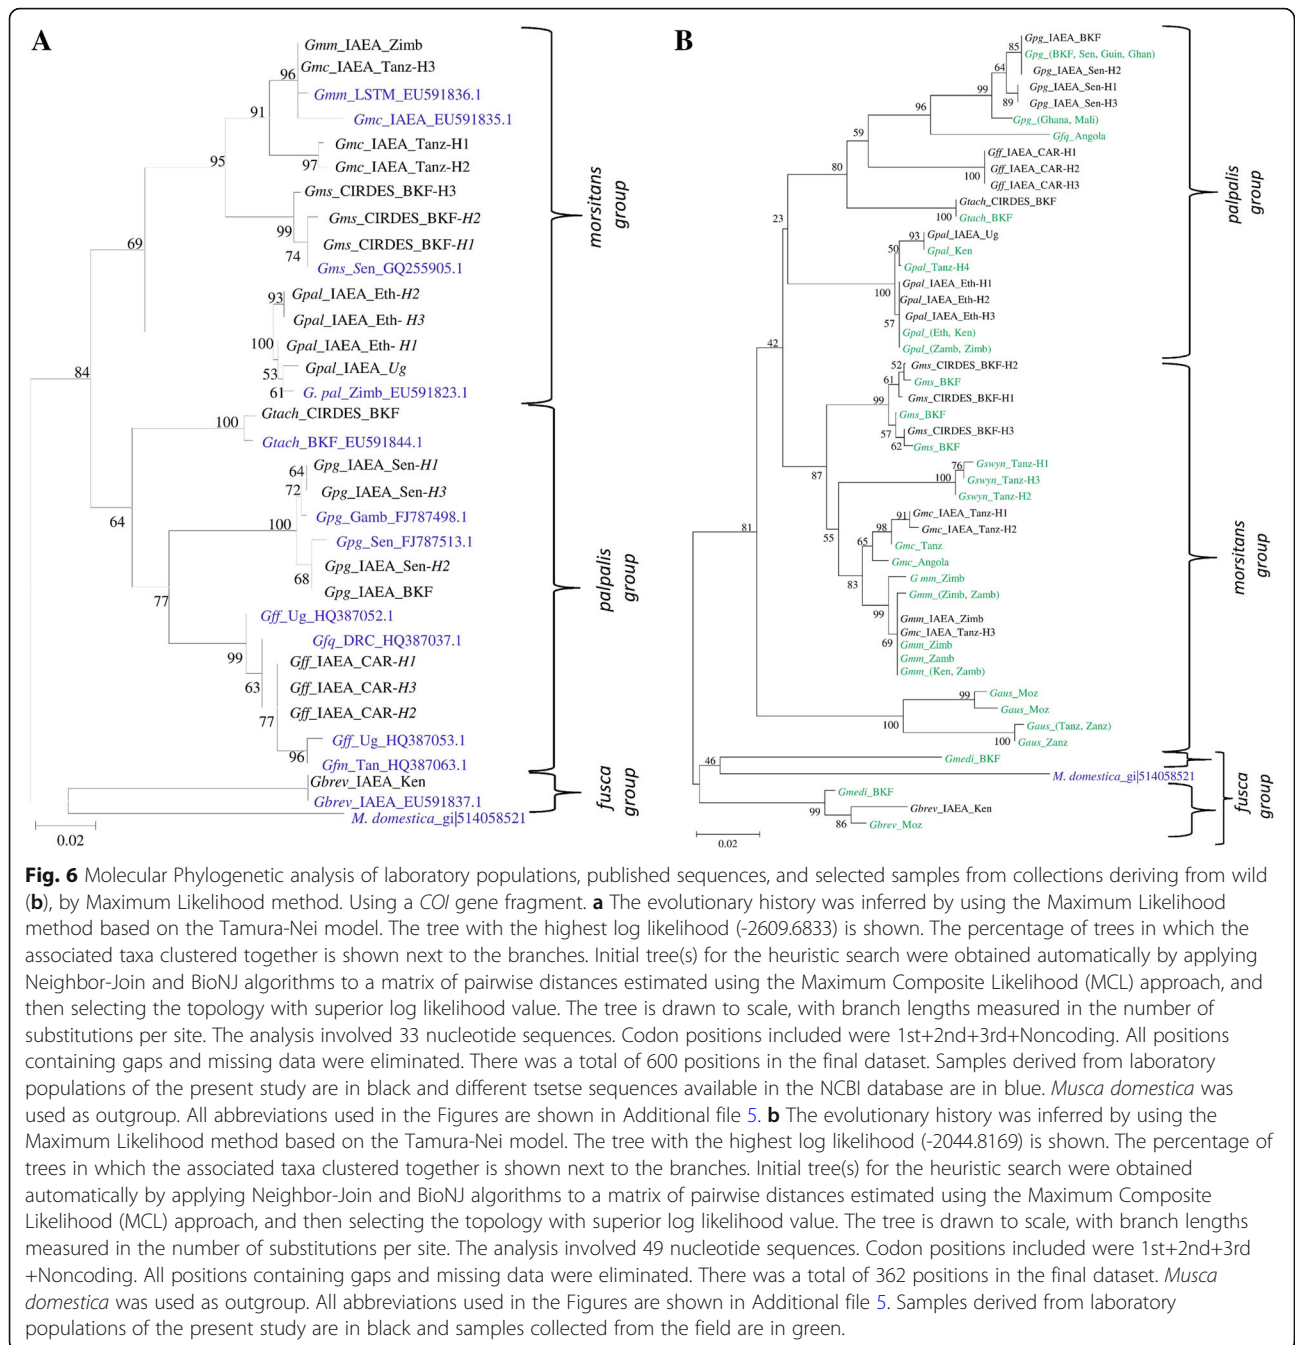 A
Gmm_IAEA_Zimb
Gmc_IAEA_Tanz-H3
96
Gmm_LSTM_EU591836.1
91
Gmc_IAEA_EU591835.1
Gmc_IAEA_Tanz-H1
95
97
Gmc_IAEA_Tanz-H2
Gms_CIRDES_BKF-H3
Gms_CIRDES_BKF-H2
99
69
Gms_CIRDES_BKF-H1
74
Gms_Sen_GQ255905.1
93
Gpal_IAEA_Eth-H2
Gpal_IAEA_Eth- H3
100
Gpal_IAEA_Eth- H1
Gpal_IAEA_Ug
53
84
61
G. pal_Zimb_EU591823.1
Gtach_CIRDES_BKF
100
Gtach_BKF_EU591844.1
Gpg_IAEA_Sen-H1
64
72
Gpg_IAEA_Sen-H3
Gpg_Gamb_FJ787498.1
64
100
Gpg_Sen_FJ787513.1
Gpg_IAEA_Sen-H2
68
Gpg_IAEA_BKF
77
Gff_Ug_HQ387052.1
Gfq_DRC_HQ387037.1
99
Gff_IAEA_CAR-H1
63
Gff_IAEA_CAR-H3
77
Gff_IAEA_CAR-H2
Gff_Ug_HQ387053.1
96
Gfm_Tan_HQ387063.1
Gbrev_IAEA_Ken
Gbrev_IAEA_EU591837.1
M. domestica_gi|514058521
0.02
morsitans
group
palpalis
group
fusca
group
B
Gpg_IAEA_BKF
85
Gpg_(BKF, Sen, Guin, Ghan)
64
Gpg_IAEA_Sen-H2
99
Gpg_IAEA_Sen-H1
89
Gpg_IAEA_Sen-H3
96
Gpg_(Ghana, Mali)
59
Gfq_Angola
Gff_IAEA_CAR-H1
80
Gff_IAEA_CAR-H2
100
Gff_IAEA_CAR-H3
Gtach_CIRDES_BKF
100
Gtach_BKF
23
93
Gpal_IAEA_Ug
50
Gpal_Ken
Gpal_Tanz-H4
Gpal_IAEA_Eth-H1
100
Gpal_IAEA_Eth-H2
Gpal_IAEA_Eth-H3
57
Gpal_(Eth, Ken)
42
Gpal_(Zamb, Zimb)
52
Gms_CIRDES_BKF-H2
61
Gms_BKF
99
Gms_CIRDES_BKF-H1
Gms_BKF
57
Gms_CIRDES_BKF-H3
62
Gms_BKF
76
Gswyn_Tanz-H1
87
100
Gswyn_Tanz-H3
Gswyn_Tanz-H2
91
Gmc_IAEA_Tanz-H1
98
Gmc_IAEA_Tanz-H2
81
55
65
Gmc_Tanz
Gmc_Angola
83
G mm_Zimb
Gmm_(Zimb, Zamb)
99
Gmm_IAEA_Zimb
Gmc_IAEA_Tanz-H3
69
Gmm_Zimb
Gmm_Zamb
Gmm_(Ken, Zamb)
99
Gaus_Moz
Gaus_Moz
100
Gaus_(Tanz, Zanz)
100
Gaus_Zanz
Gmedi_BKF
46
M. domestica_gi|514058521
Gmedi_BKF
99
Gbrev_IAEA_Ken
86
Gbrev_Moz
0.02
palpalis
group
morsitans
group
fusca
group
Fig. 6 Molecular Phylogenetic analysis of laboratory populations, published sequences, and selected samples from collections deriving from wild
(b), by Maximum Likelihood method. Using a COI gene fragment. a The evolutionary history was inferred by using the Maximum Likelihood
method based on the Tamura-Nei model. The tree with the highest log likelihood (-2609.6833) is shown. The percentage of trees in which the
associated taxa clustered together is shown next to the branches. Initial tree(s) for the heuristic search were obtained automatically by applying
Neighbor-Join and BioNJ algorithms to a matrix of pairwise distances estimated using the Maximum Composite Likelihood (MCL) approach, and
then selecting the topology with superior log likelihood value. The tree is drawn to scale, with branch lengths measured in the number of
substitutions per site. The analysis involved 33 nucleotide sequences. Codon positions included were 1st+2nd+3rd+Noncoding. All positions
containing gaps and missing data were eliminated. There was a total of 600 positions in the final dataset. Samples derived from laboratory
populations of the present study are in black and different tsetse sequences available in the NCBI database are in blue. Musca domestica was
used as outgroup. All abbreviations used in the Figures are shown in Additional file 5. b The evolutionary history was inferred by using the
Maximum Likelihood method based on the Tamura-Nei model. The tree with the highest log likelihood (-2044.8169) is shown. The percentage of
trees in which the associated taxa clustered together is shown next to the branches. Initial tree(s) for the heuristic search were obtained
automatically by applying Neighbor-Join and BioNJ algorithms to a matrix of pairwise distances estimated using the Maximum Composite
Likelihood (MCL) approach, and then selecting the topology with superior log likelihood value. The tree is drawn to scale, with branch lengths
measured in the number of substitutions per site. The analysis involved 49 nucleotide sequences. Codon positions included were 1st+2nd+3rd
+Noncoding. All positions containing gaps and missing data were eliminated. There was a total of 362 positions in the final dataset. Musca
domestica was used as outgroup. All abbreviations used in the Figures are shown in Additional file 5. Samples derived from laboratory
populations of the present study are in black and samples collected from the field are in green.